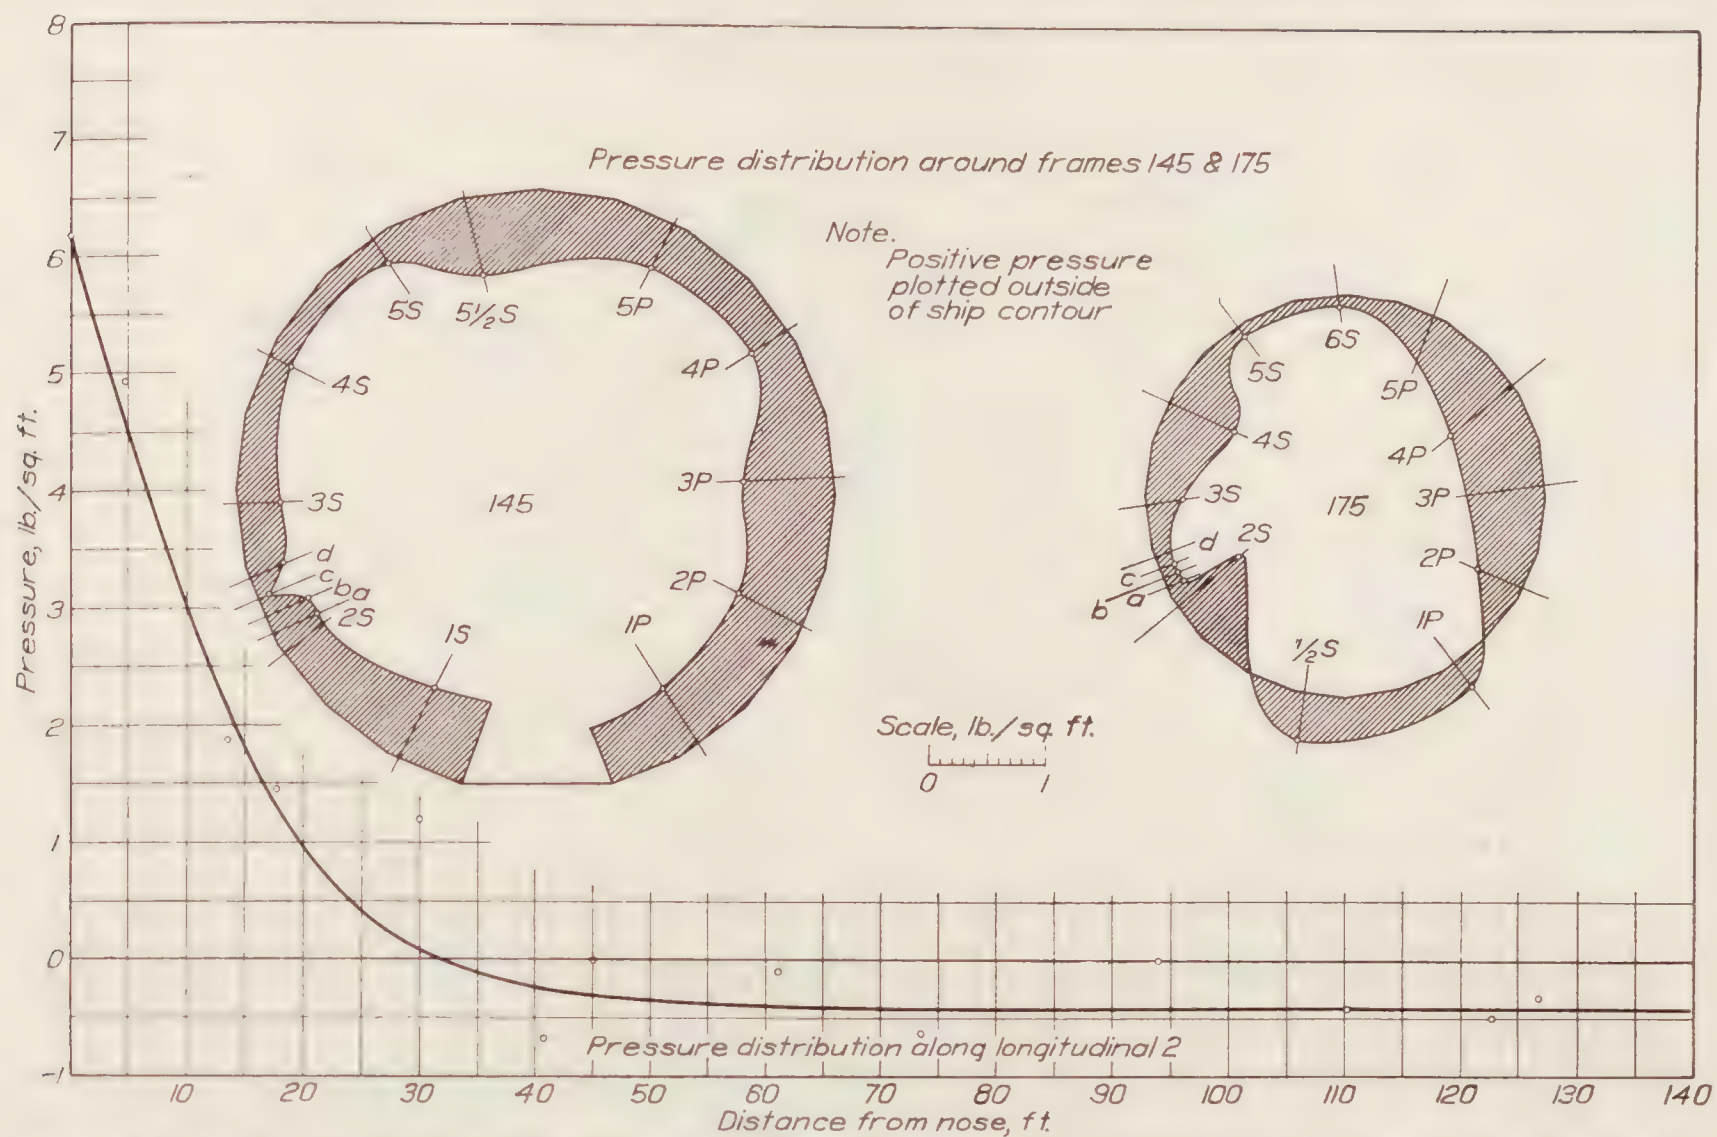 8
7
6
5
4
3
2
1
0
-1
Pressure, lb./sq. ft.
Pressure distribution around frames 145 & 175
Note.
Positive pressure
plotted outside
of ship contour
5S
5½S
5P
4S
4P
3S
145
3P
d
c
b
a
2S
2P
1S
1P
6S
5S
5P
4S
4P
3S
175
3P
2S
d
c
b
a
2P
½S
1P
Scale, lb./sq. ft.
0 1
Pressure distribution along longitudinal 2
10 20 30 40 50 60 70 80 90 100 110 120 130 140
Distance from nose, ft.